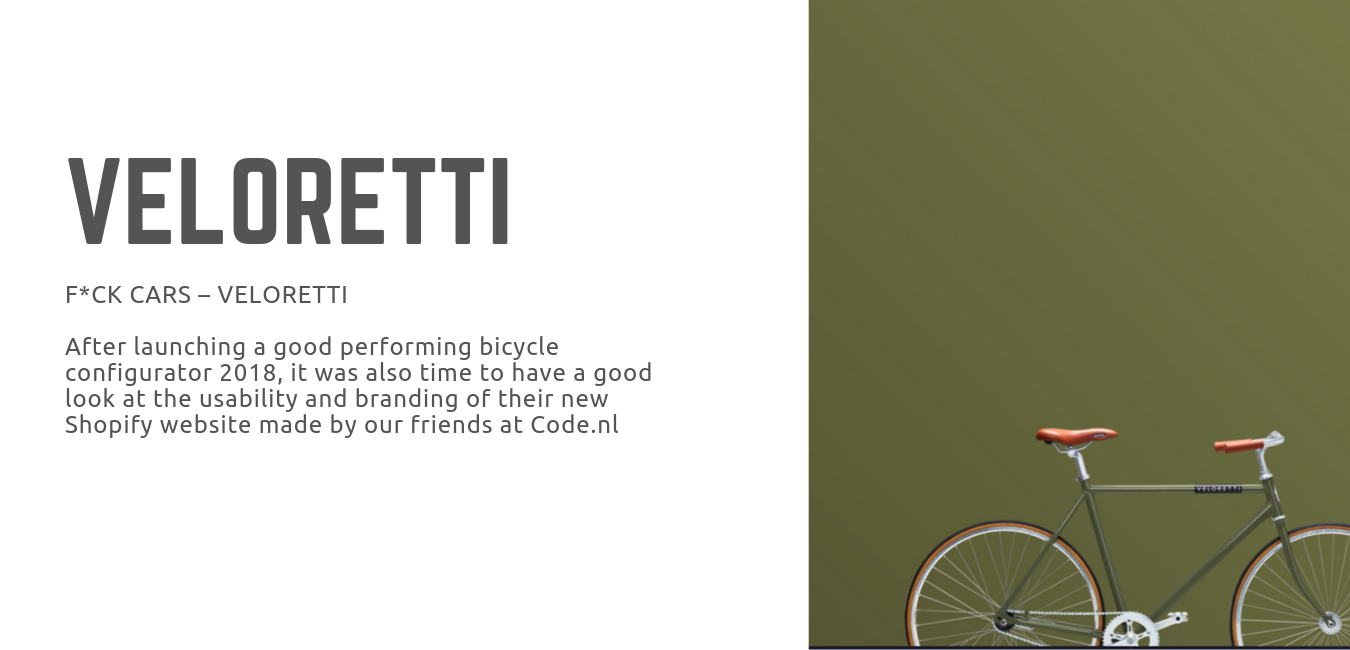 VELORETTI
F*CK CARS – VELORETTI
After launching a good performing bicycle
configurator 2018, it was also time to have a good
look at the usability and branding of their new
Shopify website made by our friends at Code.nl
VELORETTI